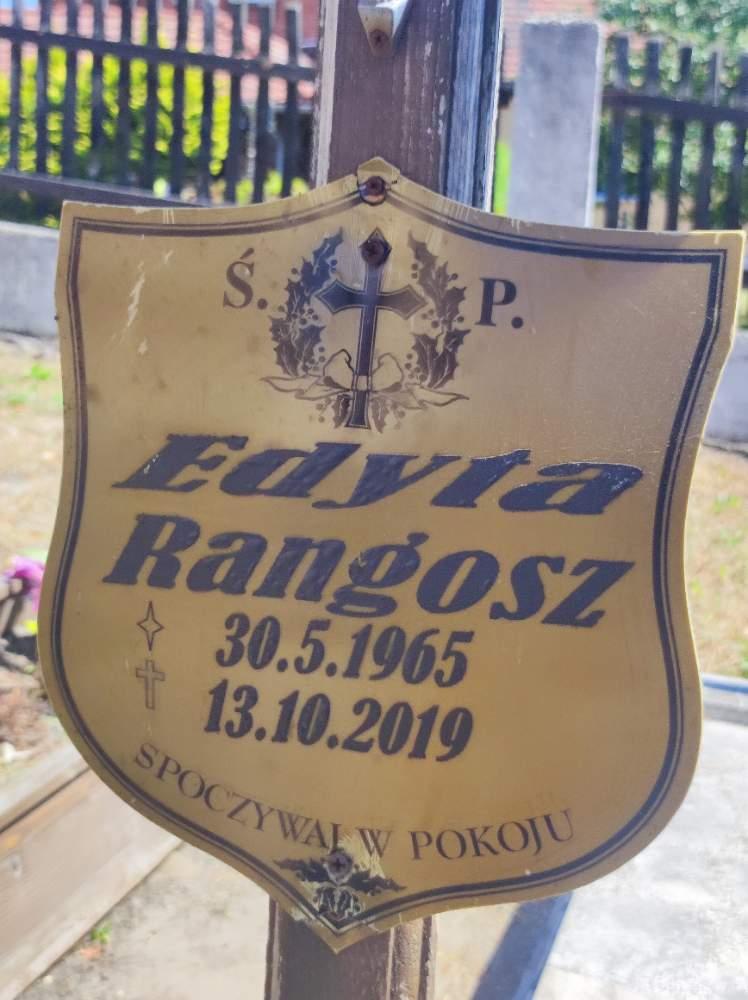 Ś. P.
Edyta
Rangosz
30.5.1965
13.10.2019
SPOCZYWAJ W POKOJU